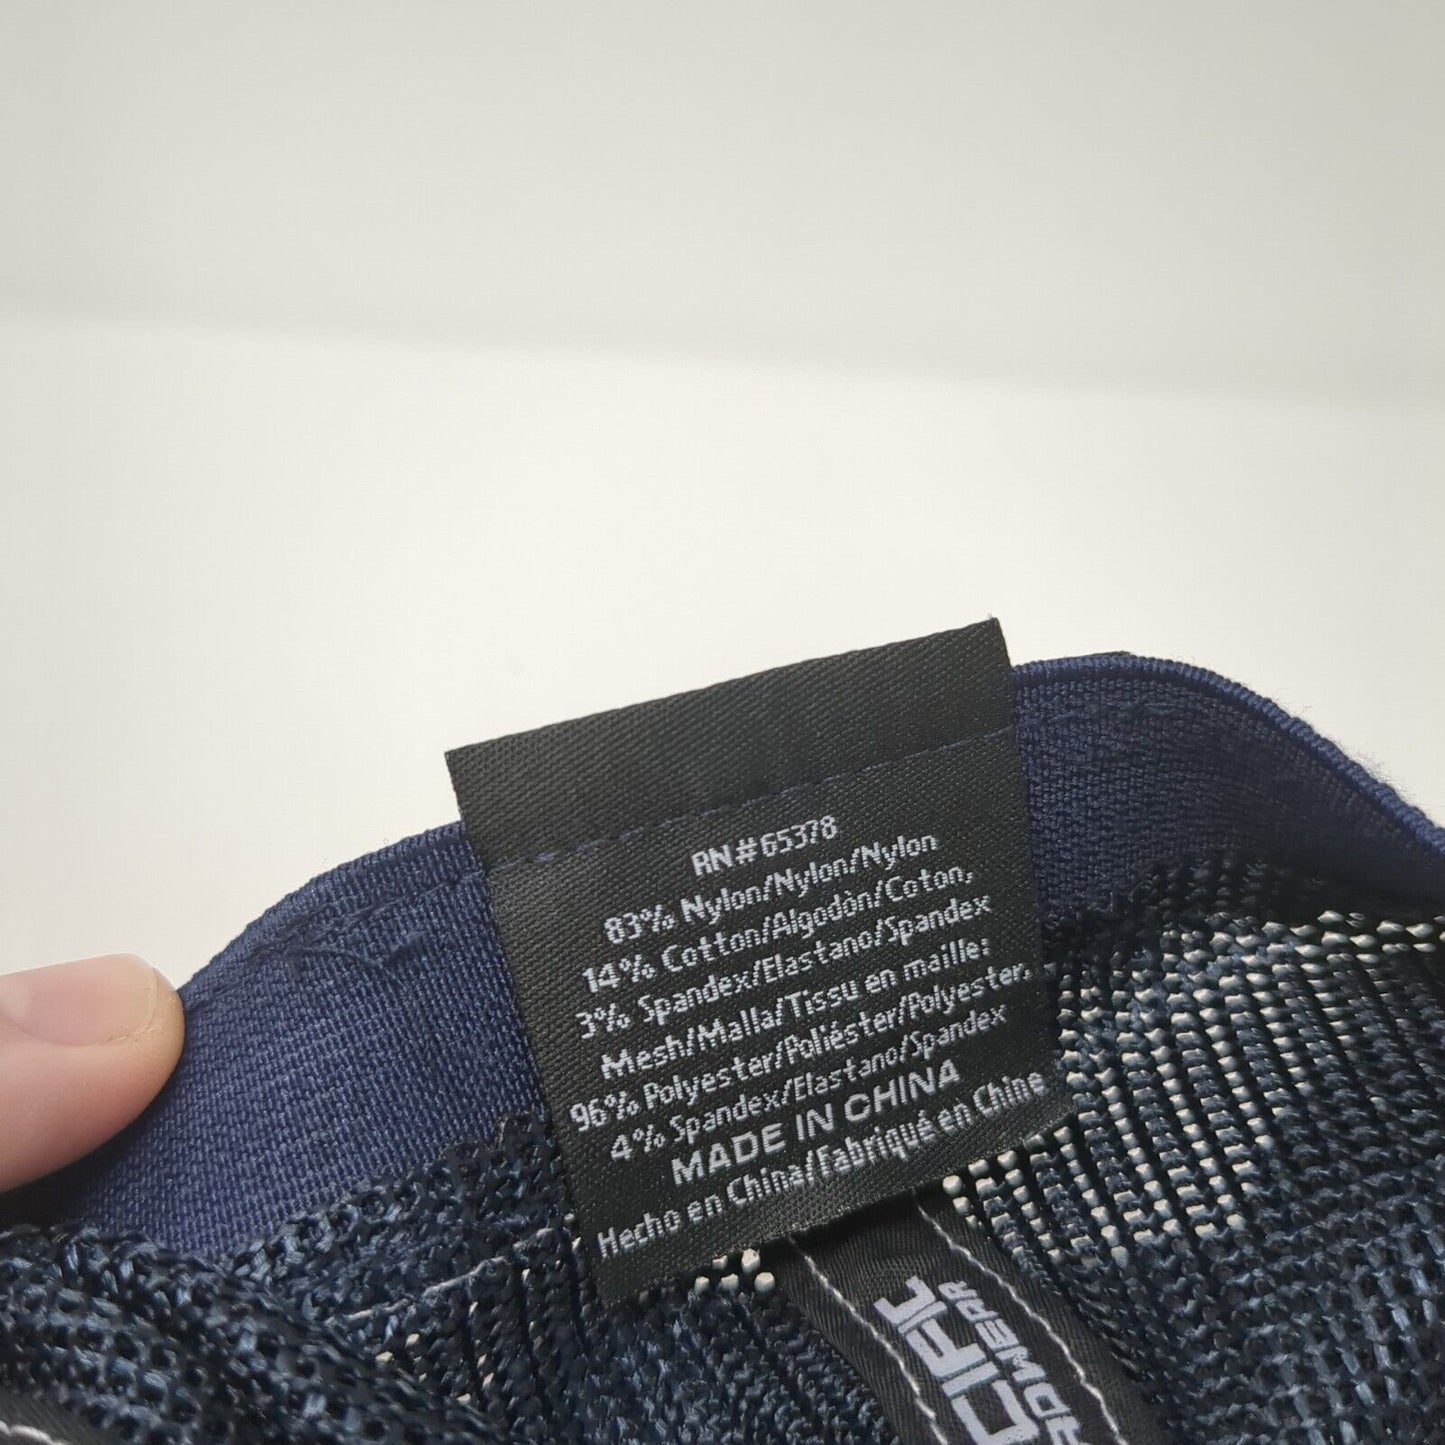 RN#65378
83% Nylon/Nylon/Nylon
14% Cotton/Algodòn/Coton,
3% Spandex/Elastano/Spandex
Mesh/Malla/Tissu en maille:
96% Polyester/Poliéster/Polyester,
4% Spandex/Elastano/Spandex
MADE IN CHINA
Hecho en China/Fabriqué en Chine